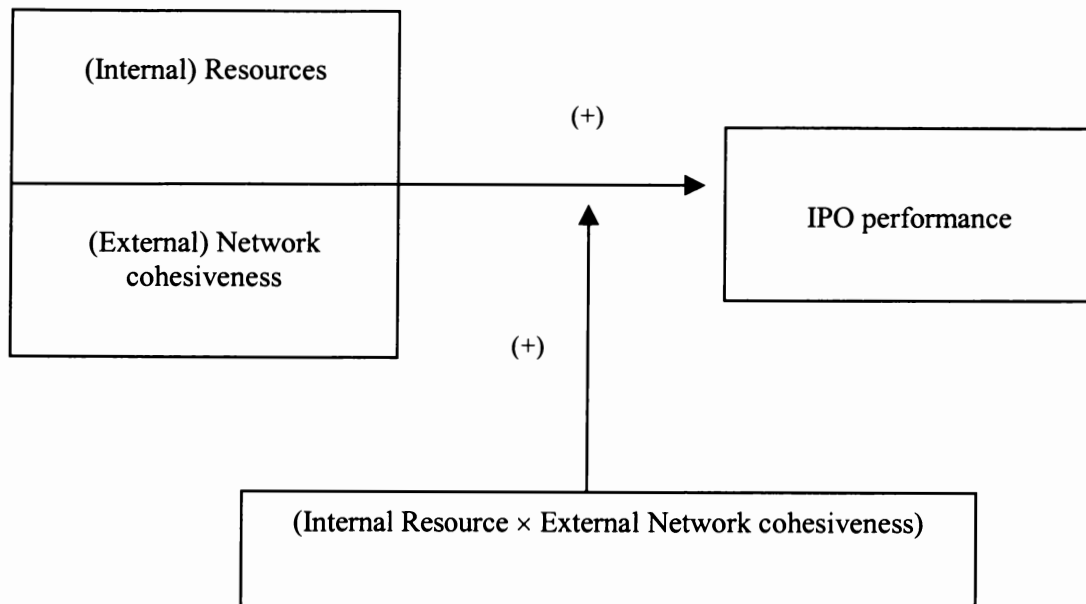 (Internal) Resources
(+)
IPO performance
(External) Network
cohesiveness
(+)
(Internal Resource × External Network cohesiveness)